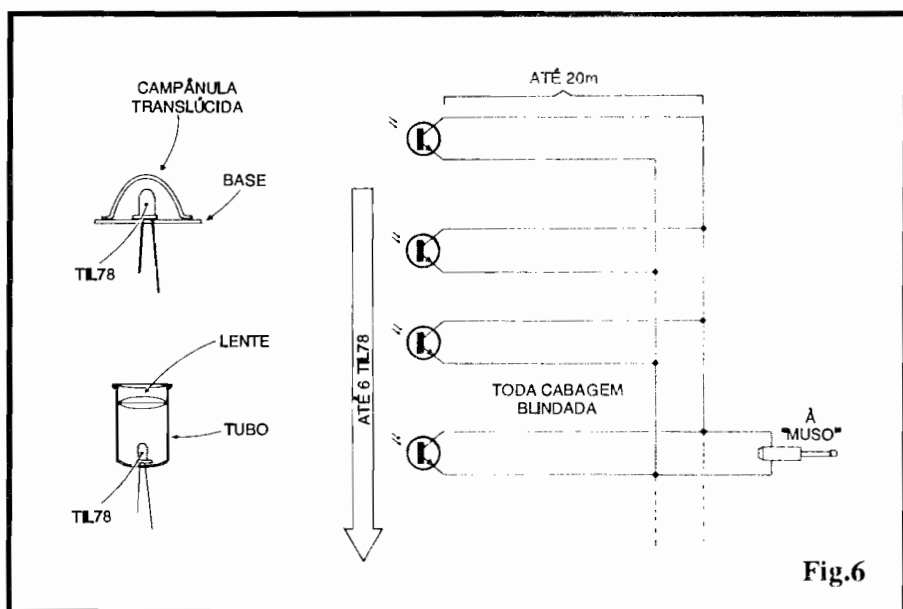 CAMPÂNULA
TRANSLÚCIDA
BASE
TIL78
LENTE
TUBO
TIL78
ATÉ 20m
ATÉ 6 TIL78
TODA CABAGEM
BLINDADA
À
"MUSO"
Fig.6